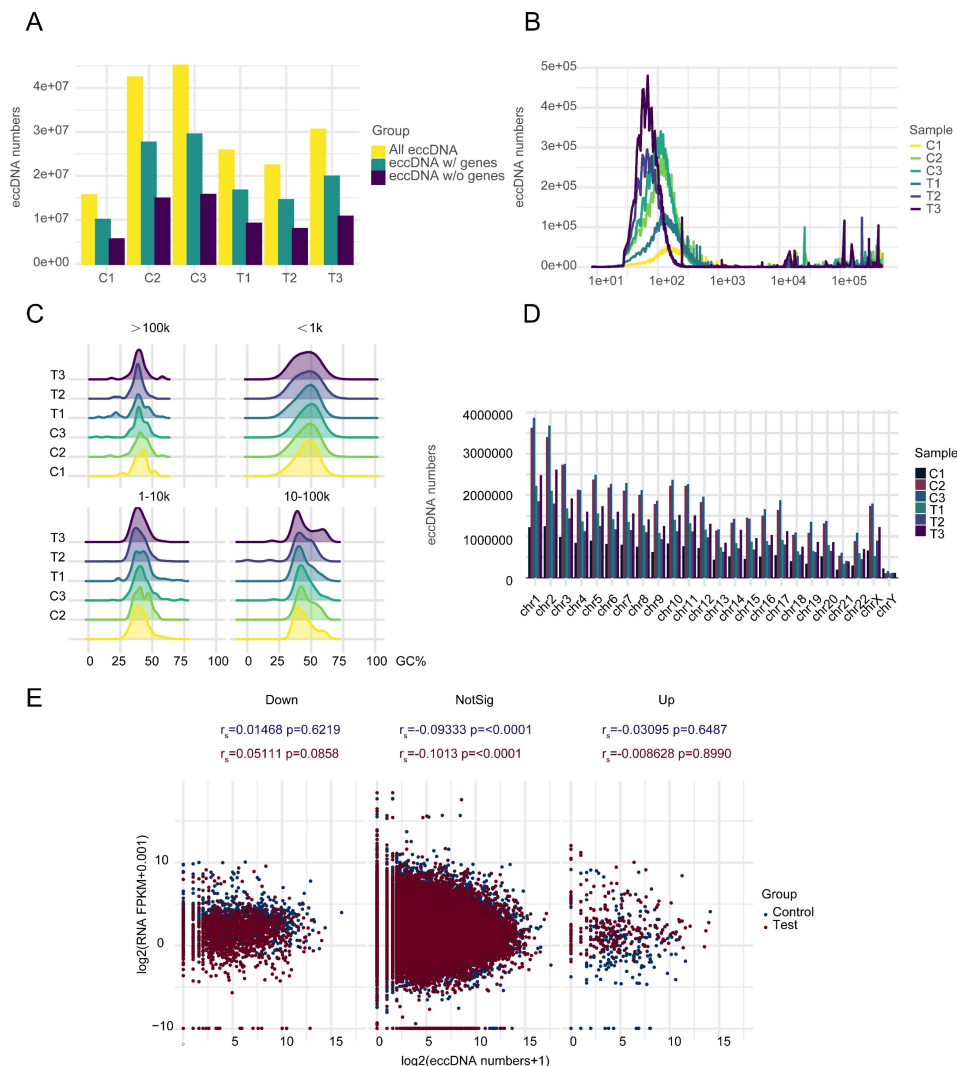 A
eccDNA numbers
4e+07
3e+07
2e+07
1e+07
0e+00
C1 C2 C3 T1 T2 T3
Group
All eccDNA
eccDNA w/ genes
eccDNA w/o genes
B
eccDNA numbers
5e+05
4e+05
3e+05
2e+05
1e+05
0e+00
1e+01 1e+02 1e+03 1e+04 1e+05
Sample
C1
C2
C3
T1
T2
T3
C
>100k <1k
T3
T2
T1
C3
C2
C1
1-10k 10-100k
T3
T2
T1
C3
C2
0 25 50 75 100 0 25 50 75 100 GC%
D
eccDNA numbers
4000000
3000000
2000000
1000000
0
chr1 chr2 chr3 chr4 chr5 chr6 chr7 chr8 chr9 chr10 chr11 chr12 chr13 chr14 chr15 chr16 chr17 chr18 chr19 chr20 chr21 chr22 chrX chrY
Sample
C1
C2
C3
T1
T2
T3
E
Down NotSig Up
rs=0.01468 p=0.6219 rs=-0.09333 p=<0.0001 rs=-0.03095 p=0.6487
rs=0.05111 p=0.0858 rs=-0.1013 p=<0.0001 rs=-0.008628 p=0.8990
log2(RNA FPKM+0.001)
10
0
−10
0 5 10 15 0 5 10 15 0 5 10 15
log2(eccDNA numbers+1)
Group
Control
Test